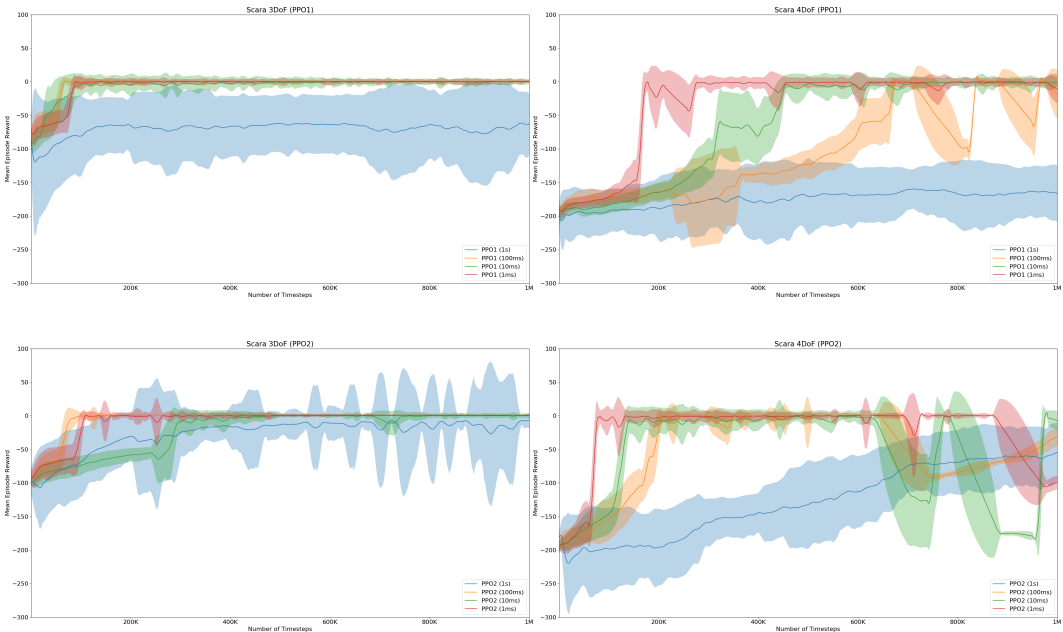 Scara 3DoF (PPO1)
100
50
0
−50
−100
−150
−200
−250
−300
Mean Episode Reward
200K
400K
600K
800K
1M
Number of Timesteps
PPO1 (1s)
PPO1 (100ms)
PPO1 (10ms)
PPO1 (1ms)
Scara 4DoF (PPO1)
100
50
0
−50
−100
−150
−200
−250
−300
Mean Episode Reward
200K
400K
600K
800K
1M
Number of Timesteps
PPO1 (1s)
PPO1 (100ms)
PPO1 (10ms)
PPO1 (1ms)
Scara 3DoF (PPO2)
100
50
0
−50
−100
−150
−200
−250
−300
Mean Episode Reward
200K
400K
600K
800K
1M
Number of Timesteps
PPO2 (1s)
PPO2 (100ms)
PPO2 (10ms)
PPO2 (1ms)
Scara 4DoF (PPO2)
100
50
0
−50
−100
−150
−200
−250
−300
Mean Episode Reward
200K
400K
600K
800K
1M
Number of Timesteps
PPO2 (1s)
PPO2 (100ms)
PPO2 (10ms)
PPO2 (1ms)